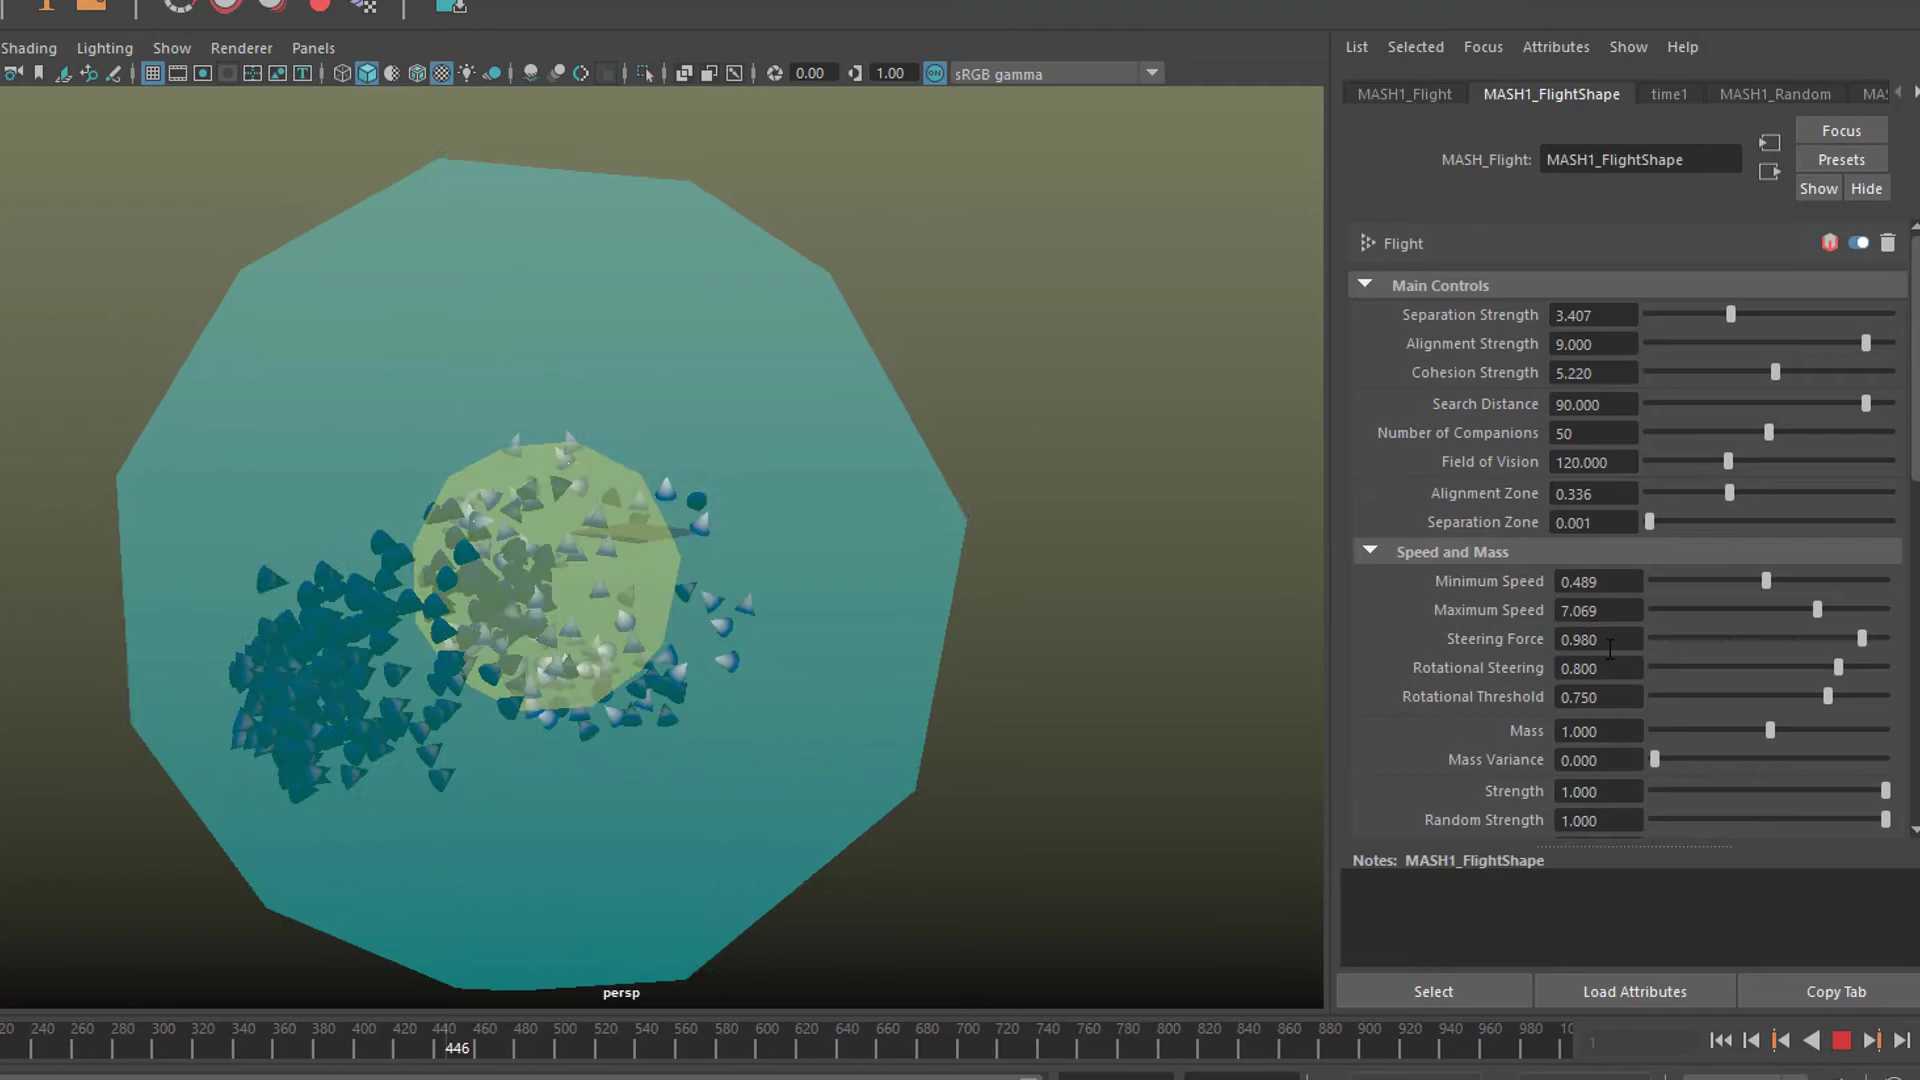 Shading Lighting Show Renderer Panels
0.00 1.00 ON sRGB gamma
List Selected Focus Attributes Show Help
MASH1_Flight MASH1_FlightShape time1 MASH1_Random MAS
Focus
MASH_Flight: MASH1_FlightShape Presets
Show Hide
Flight
Main Controls
Separation Strength 3.407
Alignment Strength 9.000
Cohesion Strength 5.220
Search Distance 90.000
Number of Companions 50
Field of Vision 120.000
Alignment Zone 0.336
Separation Zone 0.001
Speed and Mass
Minimum Speed 0.489
Maximum Speed 7.069
Steering Force 0.980
Rotational Steering 0.800
Rotational Threshold 0.750
Mass 1.000
Mass Variance 0.000
Strength 1.000
Random Strength 1.000
Notes: MASH1_FlightShape
persp
Select Load Attributes Copy Tab
20 240 260 280 300 320 340 360 380 400 420 440 460 480 500 520 540 560 580 600 620 640 660 680 700 720 740 760 780 800 820 840 860 880 900 920 940 960 980 10
446
1